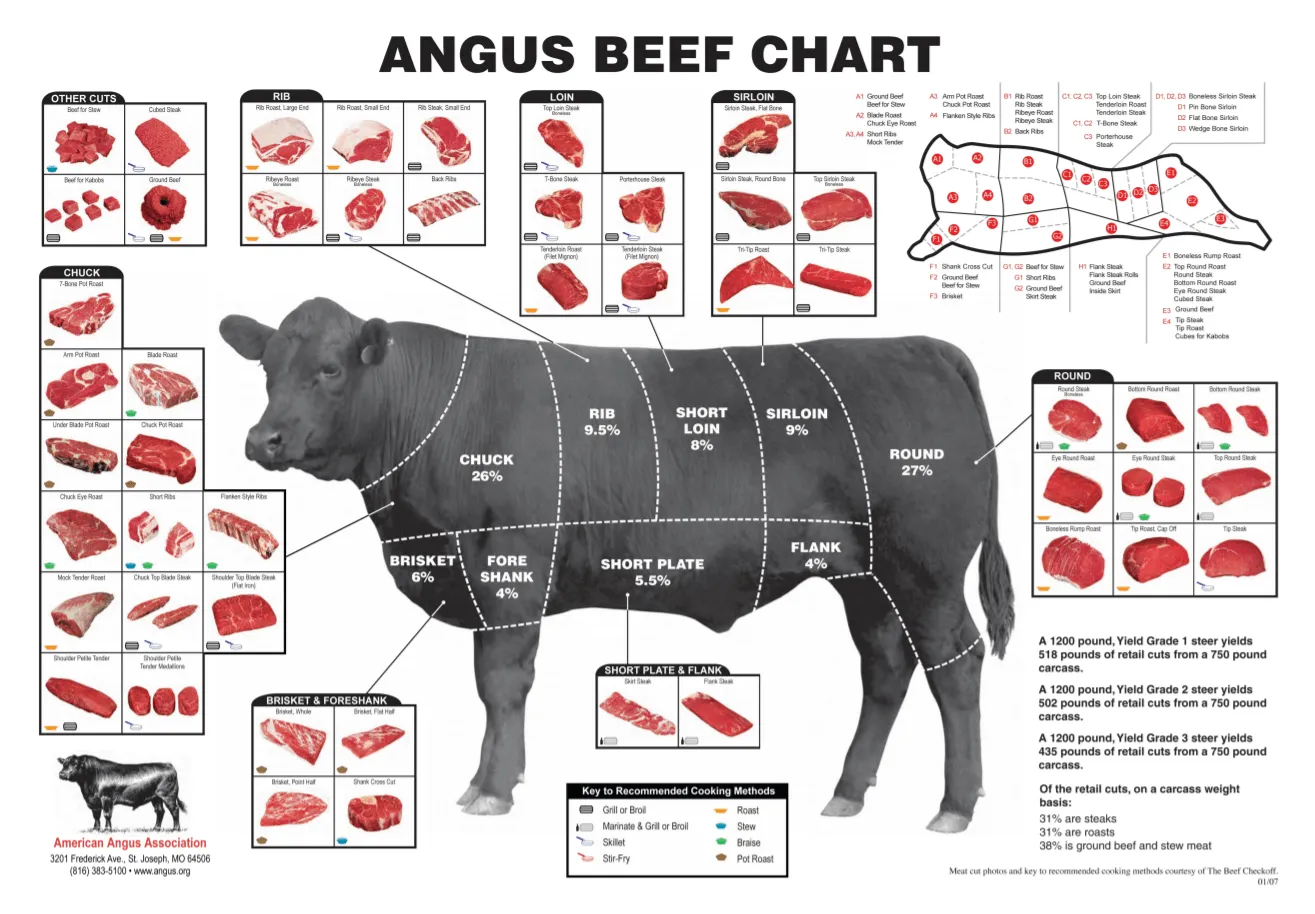 ANGUS BEEF CHART
OTHER CUTS
Beef for Stew
Cubed Steak
Beef for Kabobs
Ground Beef
RIB
Rib Roast, Large End
Rib Roast, Small End
Rib Steak, Small End
Ribeye Roast
Boneless
Ribeye Steak
Boneless
Back Ribs
LOIN
Top Loin Steak
Boneless
T-Bone Steak
Porterhouse Steak
Tenderloin Roast
(Filet Mignon)
Tenderloin Steak
(Filet Mignon)
SIRLOIN
Sirloin Steak, Flat Bone
Sirloin Steak, Round Bone
Top Sirloin Steak
Boneless
Tri-Tip Roast
Tri-Tip Steak
A1 Ground Beef
Beef for Stew
A2 Blade Roast
Chuck Eye Roast
A3, A4 Short Ribs
Mock Tender
A3 Arm Pot Roast
Chuck Pot Roast
A4 Flanken Style Ribs
B1 Rib Roast
Rib Steak
Ribeye Roast
Ribeye Steak
B2 Back Ribs
C1, C2, C3 Top Loin Steak
Tenderloin Roast
Tenderloin Steak
C1, C2 T-Bone Steak
C3 Porterhouse
Steak
D1, D2, D3 Boneless Sirloin Steak
D1 Pin Bone Sirloin
D2 Flat Bone Sirloin
D3 Wedge Bone Sirloin
A1
A2
B1
C1
C2
C3
D1
D2
D3
E1
A3
A4
B2
E2
F1
F2
F3
G1
G2
H1
E4
E3
F1 Shank Cross Cut
F2 Ground Beef
Beef for Stew
F3 Brisket
G1, G2 Beef for Stew
G1 Short Ribs
G2 Ground Beef
Skirt Steak
H1 Flank Steak
Flank Steak Rolls
Ground Beef
Inside Skirt
E1 Boneless Rump Roast
E2 Top Round Roast
Round Steak
Bottom Round Roast
Eye Round Steak
Cubed Steak
E3 Ground Beef
E4 Tip Steak
Tip Roast
Cubes for Kabobs
CHUCK
7-Bone Pot Roast
Arm Pot Roast
Blade Roast
Under Blade Pot Roast
Chuck Pot Roast
Chuck Eye Roast
Short Ribs
Flanken Style Ribs
Mock Tender Roast
Chuck Top Blade Steak
Shoulder Top Blade Steak
(Flat Iron)
Shoulder Petite Tender
Shoulder Petite
Tender Medallions
CHUCK
26%
RIB
9.5%
SHORT
LOIN
8%
SIRLOIN
9%
ROUND
27%
BRISKET
6%
FORE
SHANK
4%
SHORT PLATE
5.5%
FLANK
4%
ROUND
Round Steak
Boneless
Bottom Round Roast
Bottom Round Steak
Eye Round Roast
Eye Round Steak
Top Round Steak
Boneless Rump Roast
Tip Roast, Cap Off
Tip Steak
BRISKET & FORESHANK
Brisket, Whole
Brisket, Flat Half
Brisket, Point Half
Shank Cross Cut
SHORT PLATE & FLANK
Skirt Steak
Flank Steak
Key to Recommended Cooking Methods
Grill or Broil
Marinate & Grill or Broil
Skillet
Stir-Fry
Roast
Stew
Braise
Pot Roast
A 1200 pound, Yield Grade 1 steer yields
518 pounds of retail cuts from a 750 pound
carcass.
A 1200 pound, Yield Grade 2 steer yields
502 pounds of retail cuts from a 750 pound
carcass.
A 1200 pound, Yield Grade 3 steer yields
435 pounds of retail cuts from a 750 pound
carcass.
Of the retail cuts, on a carcass weight
basis:
31% are steaks
31% are roasts
38% is ground beef and stew meat
American Angus Association
3201 Frederick Ave., St. Joseph, MO 64506
(816) 383-5100 • www.angus.org
Meat cut photos and key to recommended cooking methods courtesy of The Beef Checkoff.
01/07